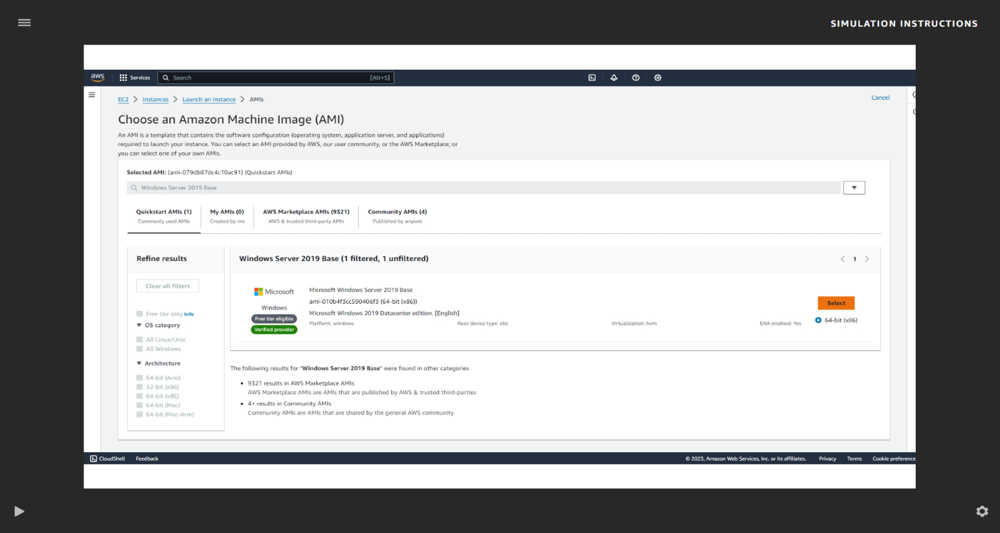 SIMULATION INSTRUCTIONS
aws Services Search [Alt+S]
EC2 Instances Launch an instance AMIs Cancel
Choose an Amazon Machine Image (AMI)
An AMI is a template that contains the software configuration (operating system, application server, and applications)
required to launch your instance. You can select an AMI provided by AWS, our user community, or the AWS Marketplace; or
you can select one of your own AMIs.
Selected AMI: (ami-079db87dc4c10ac91) (Quickstart AMIs)
Windows Server 2019 Base
Quickstart AMIs (1)
Commonly used AMIs
My AMIs (0)
Created by me
AWS Marketplace AMIs (9321)
AWS & trusted third-party AMIs
Community AMIs (4)
Published by anyone
Refine results
Clear all filters
Free tier only Info
OS category
All Linux/Unix
All Windows
Architecture
64-bit (Arm)
32-bit (x86)
64-bit (x86)
64-bit (Mac)
64-bit (Mac-Arm)
Windows Server 2019 Base (1 filtered, 1 unfiltered)
1
Microsoft
Windows
Free tier eligible
Verified provider
Microsoft Windows Server 2019 Base
ami-010b4f3cc590406f3 (64-bit (x86))
Microsoft Windows 2019 Datacenter edition. [English]
Platform: windows Root device type: ebs Virtualization: hvm ENA enabled: Yes
Select
64-bit (x86)
The following results for "Windows Server 2019 Base" were found in other categories
9321 results in AWS Marketplace AMIs
AWS Marketplace AMIs are AMIs that are published by AWS & trusted third-parties
4+ results in Community AMIs
Community AMIs are AMIs that are shared by the general AWS community
CloudShell Feedback © 2023, Amazon Web Services, Inc. or its affiliates. Privacy Terms Cookie preference